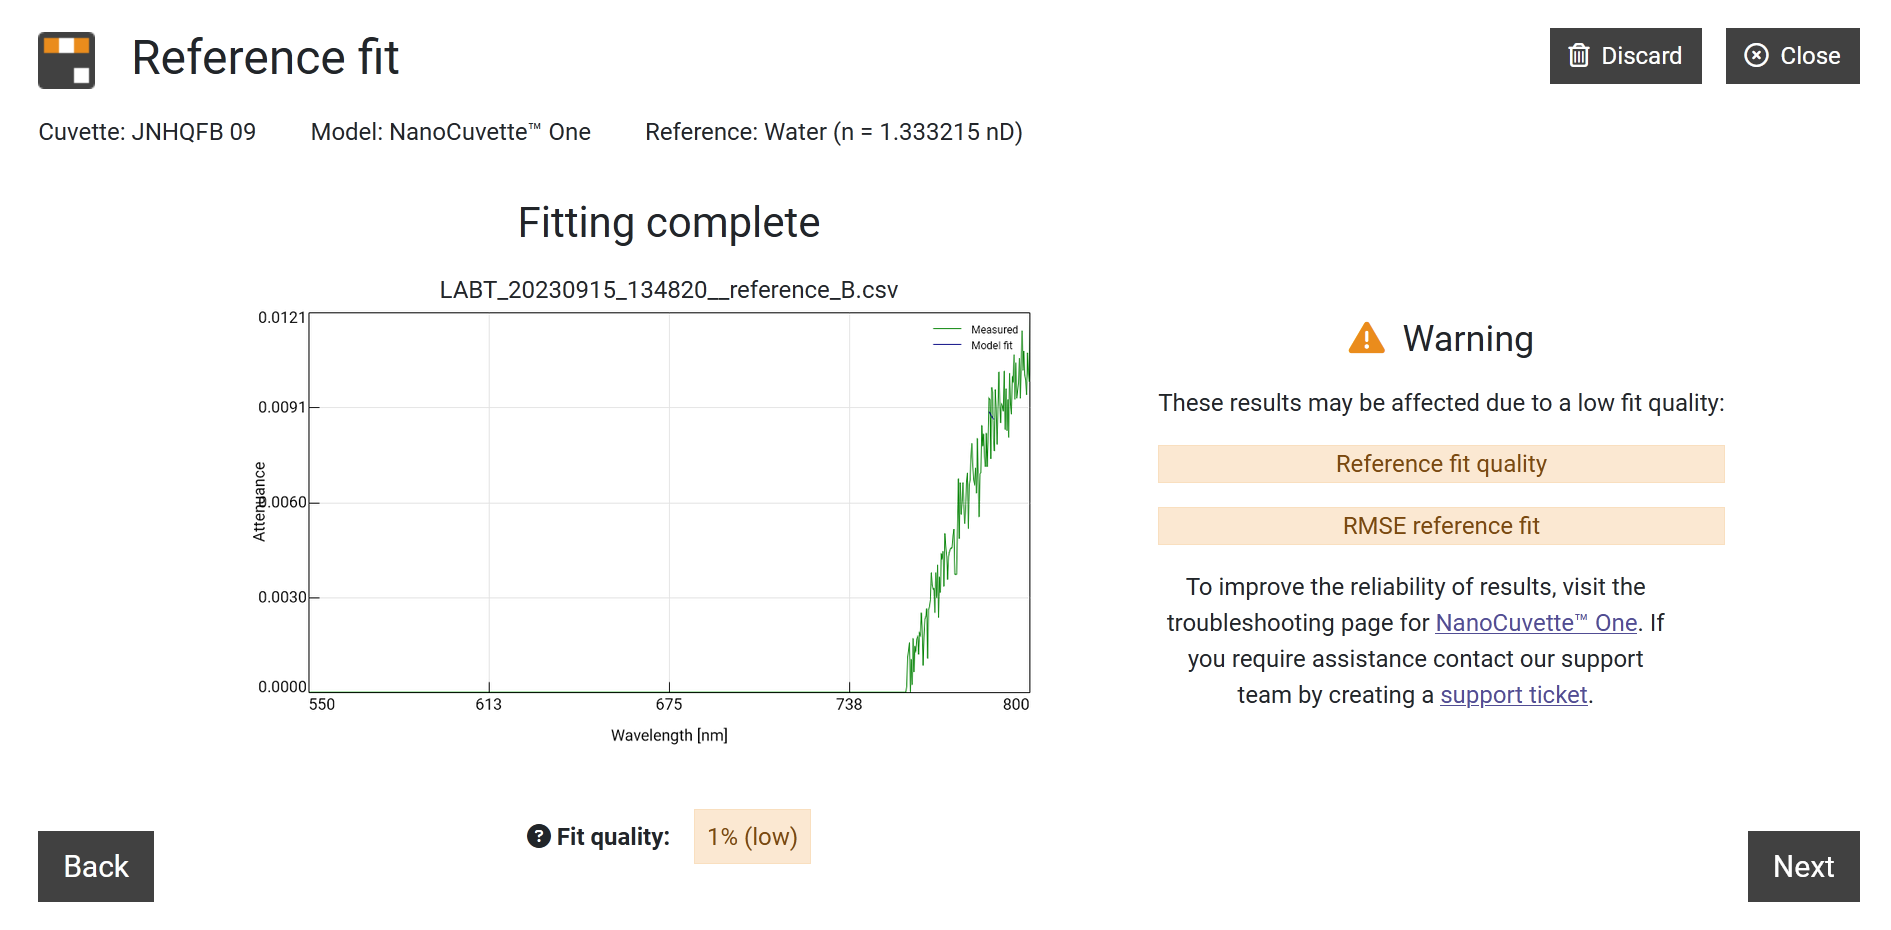 Reference fit
Discard
Close
Cuvette: JNHQFB 09
Model: NanoCuvette™ One
Reference: Water (n = 1.333215 nD)
Fitting complete
LABT_20230915_134820__reference_B.csv
0.0121
0.0091
0.0060
0.0030
0.0000
Attenuance
Measured
Model fit
550
613
675
738
800
Wavelength [nm]
Fit quality:
1% (low)
Warning
These results may be affected due to a low fit quality:
Reference fit quality
RMSE reference fit
To improve the reliability of results, visit the
troubleshooting page for NanoCuvette™ One. If
you require assistance contact our support
team by creating a support ticket.
Back
Next